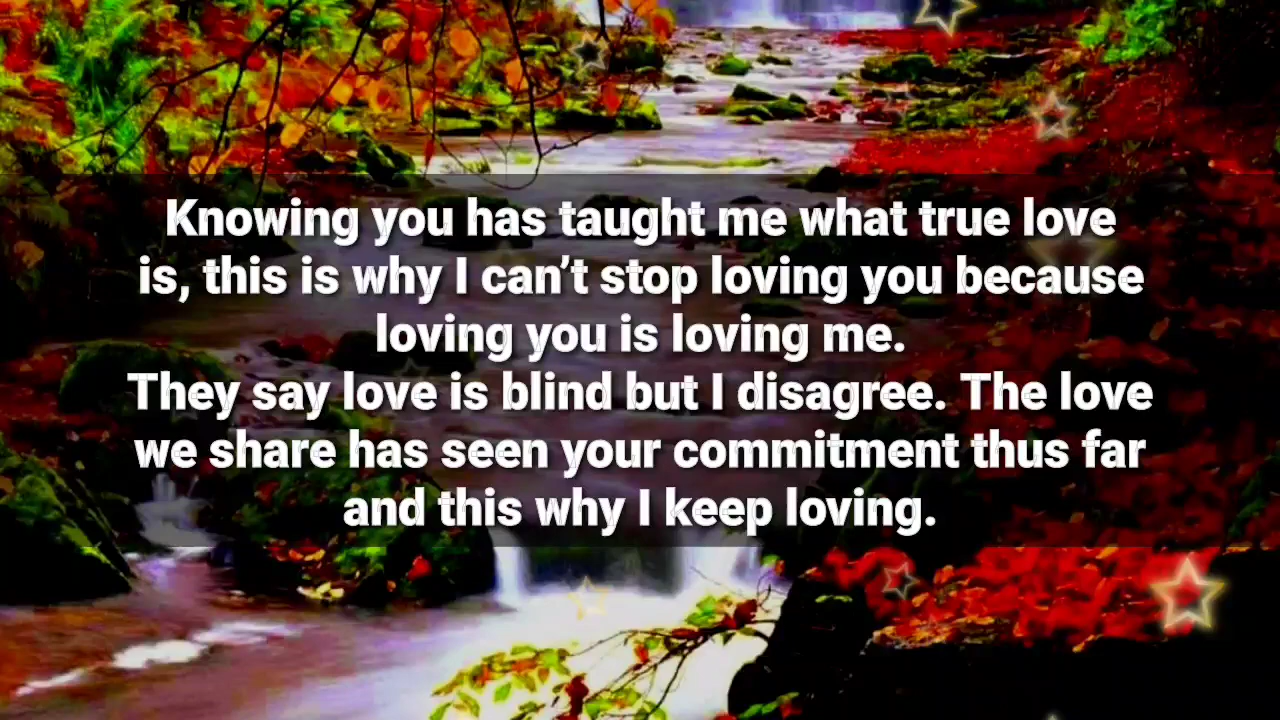 Knowing you has taught me what true love
is, this is why I can’t stop loving you because
loving you is loving me.
They say love is blind but I disagree. The love
we share has seen your commitment thus far
and this why I keep loving.